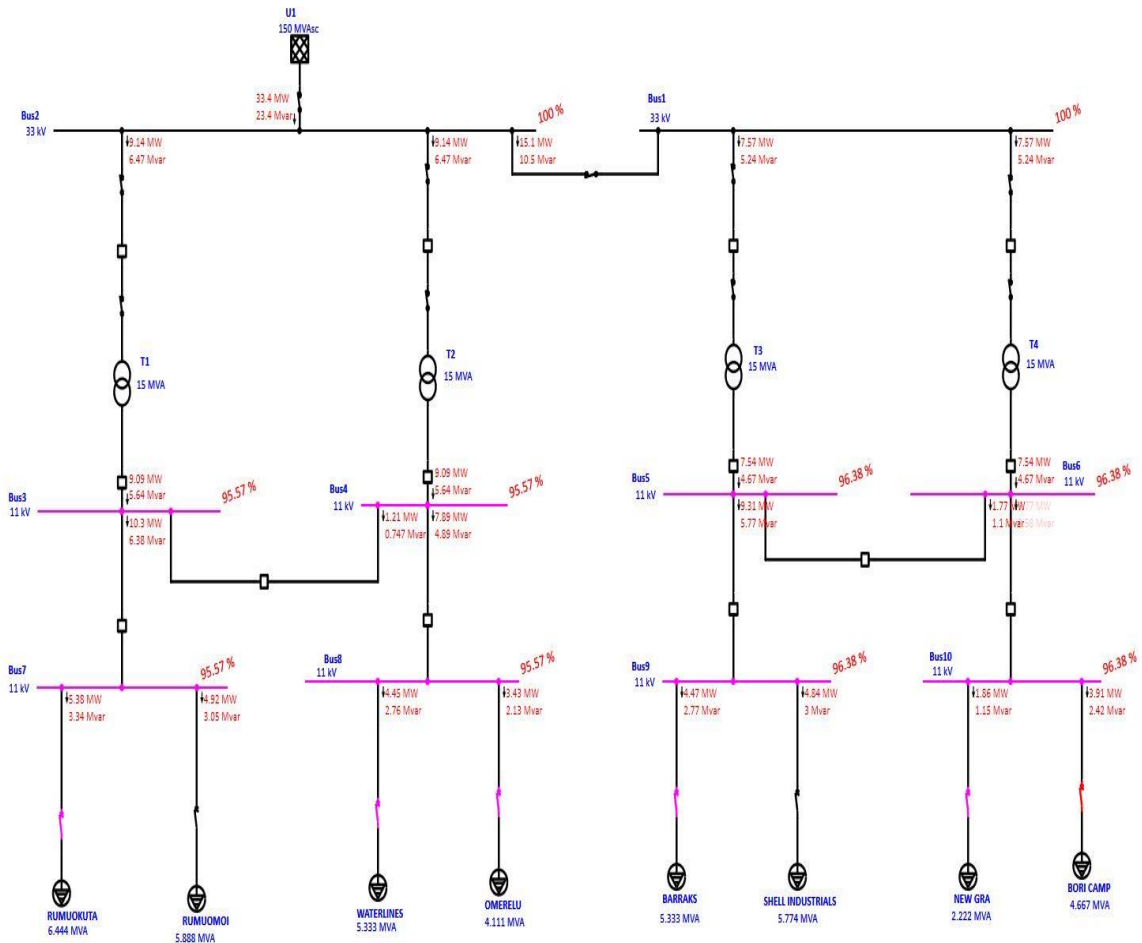 U1
150 MVAsc
33.4 MW
23.4 Mvar
Bus2
33 kV
100 %
Bus1
33 kV
100 %
9.14 MW
6.47 Mvar
9.14 MW
6.47 Mvar
15.1 MW
10.5 Mvar
7.57 MW
5.24 Mvar
7.57 MW
5.24 Mvar
T1
15 MVA
T2
15 MVA
T3
15 MVA
T4
15 MVA
9.09 MW
5.64 Mvar
Bus3
11 kV
95.57 %
10.3 MW
6.38 Mvar
9.09 MW
5.64 Mvar
Bus4
11 kV
95.57 %
1.21 MW
0.747 Mvar
7.89 MW
4.89 Mvar
7.54 MW
4.67 Mvar
Bus5
11 kV
96.38 %
9.31 MW
5.77 Mvar
7.54 MW
4.67 Mvar
Bus6
11 kV
96.38 %
1.77 MW
1.1 Mvar
Bus7
11 kV
95.57 %
5.38 MW
3.34 Mvar
4.92 MW
3.05 Mvar
Bus8
11 kV
95.57 %
4.45 MW
2.76 Mvar
3.43 MW
2.13 Mvar
Bus9
11 kV
96.38 %
4.47 MW
2.77 Mvar
4.84 MW
3 Mvar
Bus10
11 kV
96.38 %
1.86 MW
1.15 Mvar
3.91 MW
2.42 Mvar
RUMUOKUTA
6.444 MVA
RUMUOMOI
5.888 MVA
WATERLINES
5.333 MVA
OMERELU
4.111 MVA
BARRAKS
5.333 MVA
SHELL INDUSTRIALS
5.774 MVA
NEW GRA
2.222 MVA
BORI CAMP
4.667 MVA